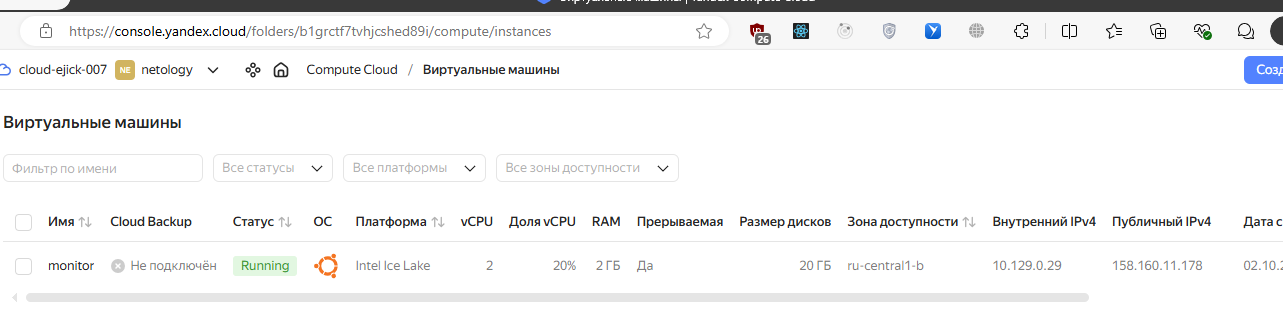 https://console.yandex.cloud/folders/b1grctf7tvhjcshed89i/compute/instances 26
cloud-ejick-007 NE netology Compute Cloud / Виртуальные машины Созд
Виртуальные машины
Фильтр по имени Все статусы Все платформы Все зоны доступности
Имя Cloud Backup Статус ОС Платформа vCPU Доля vCPU RAM Прерываемая Размер дисков Зона доступности Внутренний IPv4 Публичный IPv4 Дата с
monitor Не подключён Running Intel Ice Lake 2 20% 2 ГБ Да 20 ГБ ru-central1-b 10.129.0.29 158.160.11.178 02.10.2